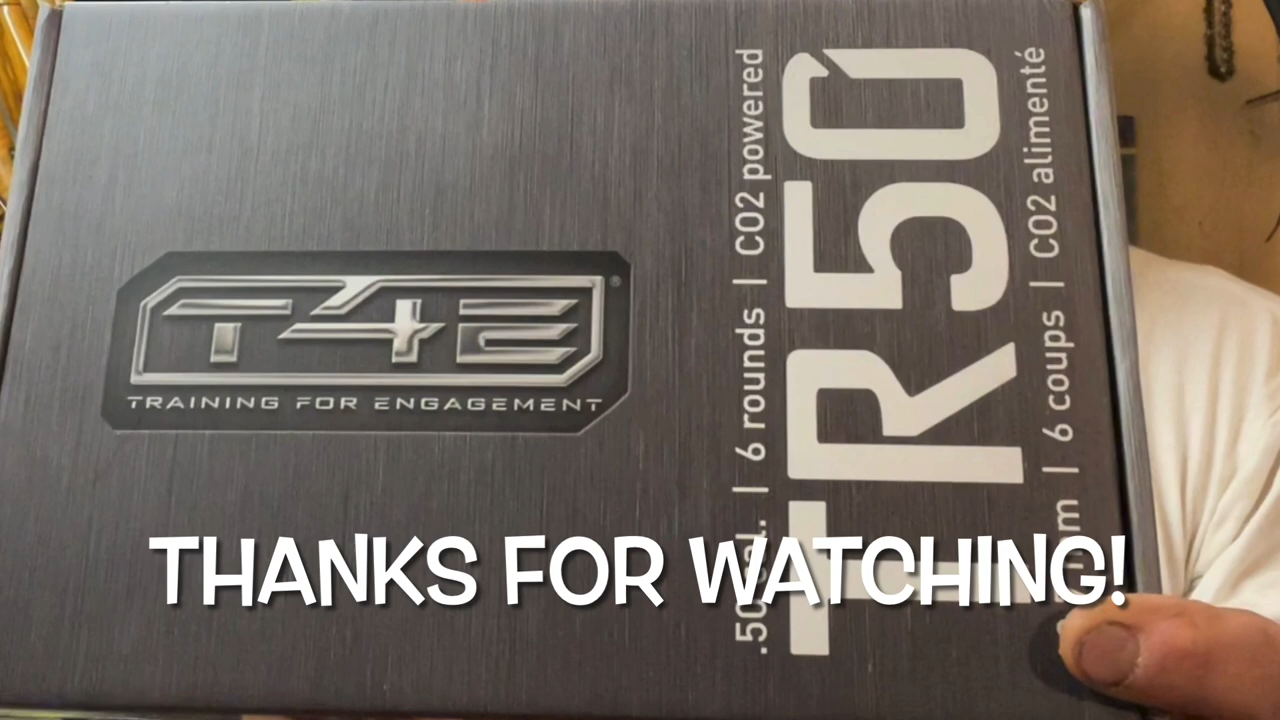 T4E
TRAINING FOR ENGAGEMENT
.50 cal. | 6 rounds | CO2 powered
TR50
| 6 coups | CO2 alimenté
THANKS FOR WATCHING!